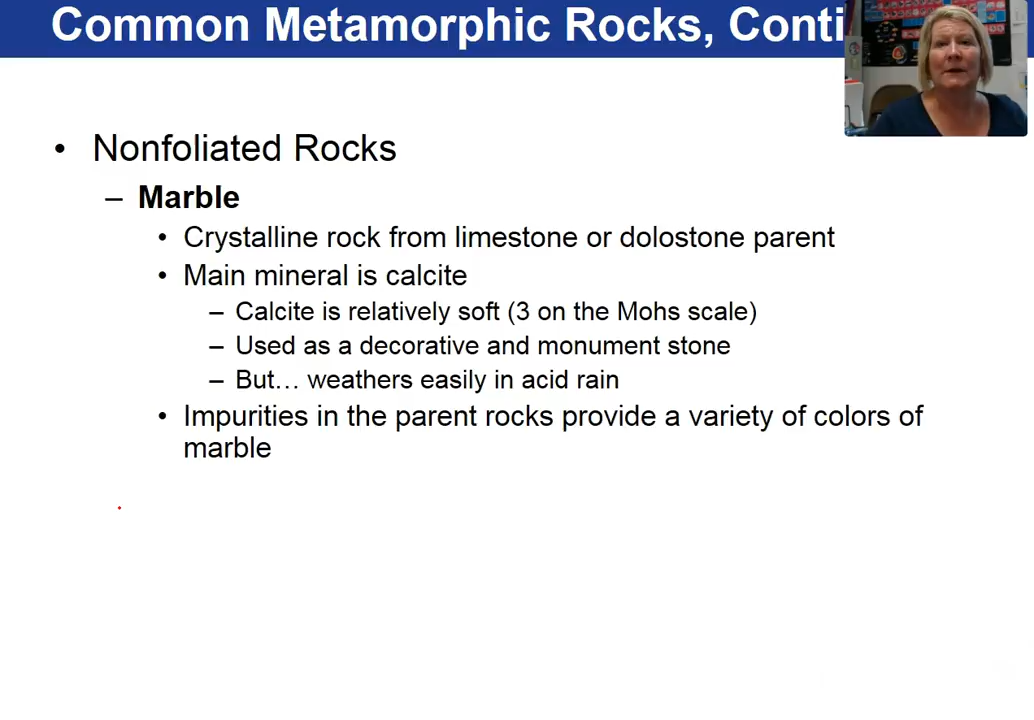 Common Metamorphic Rocks, Conti
• Nonfoliated Rocks
– Marble
• Crystalline rock from limestone or dolostone parent
• Main mineral is calcite
– Calcite is relatively soft (3 on the Mohs scale)
– Used as a decorative and monument stone
– But… weathers easily in acid rain
• Impurities in the parent rocks provide a variety of colors of
marble